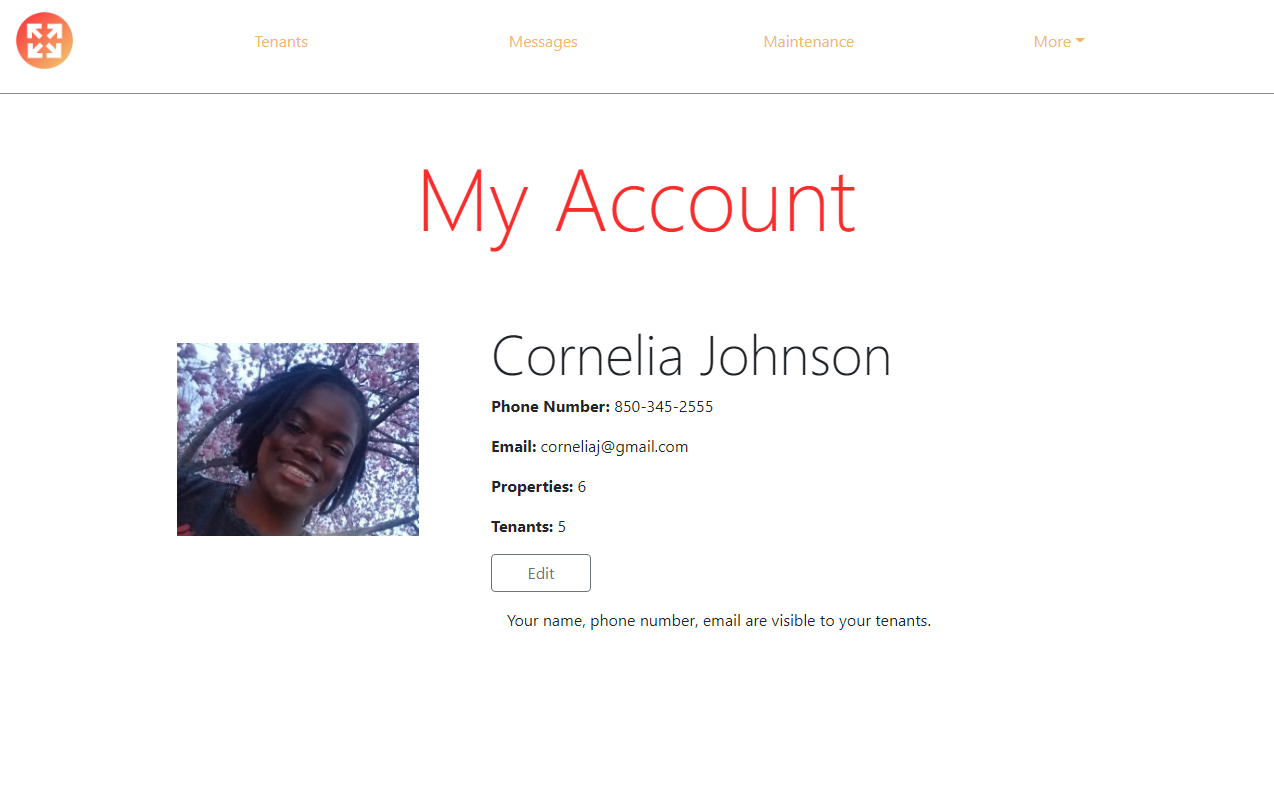 Tenants Messages Maintenance More
My Account
Cornelia Johnson
Phone Number: 850-345-2555
Email: corneliaj@gmail.com
Properties: 6
Tenants: 5
Edit
Your name, phone number, email are visible to your tenants.